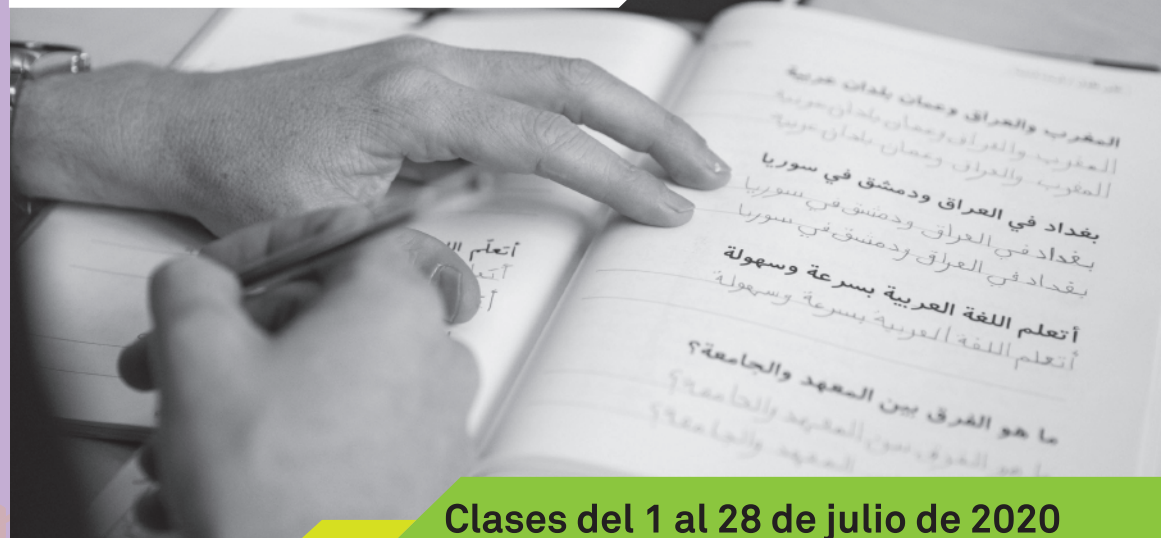 المغرب والعراق وعمان بلدان عربية
المغرب والعراق وعمان بلدان عربية
المغرب والعراق وعمان بلدان عربية
بغداد في العراق ودمشق في سوريا
بغداد في العراق ودمشق في سوريا
بغداد في العراق ودمشق في سوريا
أتعلم اللغة العربية بسرعة وسهولة
أتعلم اللغة العربية بسرعة وسهولة
ما هو الفرق بين المعهد والجامعة؟
ما هو الفرق بين المعهد والجامعة؟
المعهد والجامعة؟
أتعلّم
Clases del 1 al 28 de julio de 2020